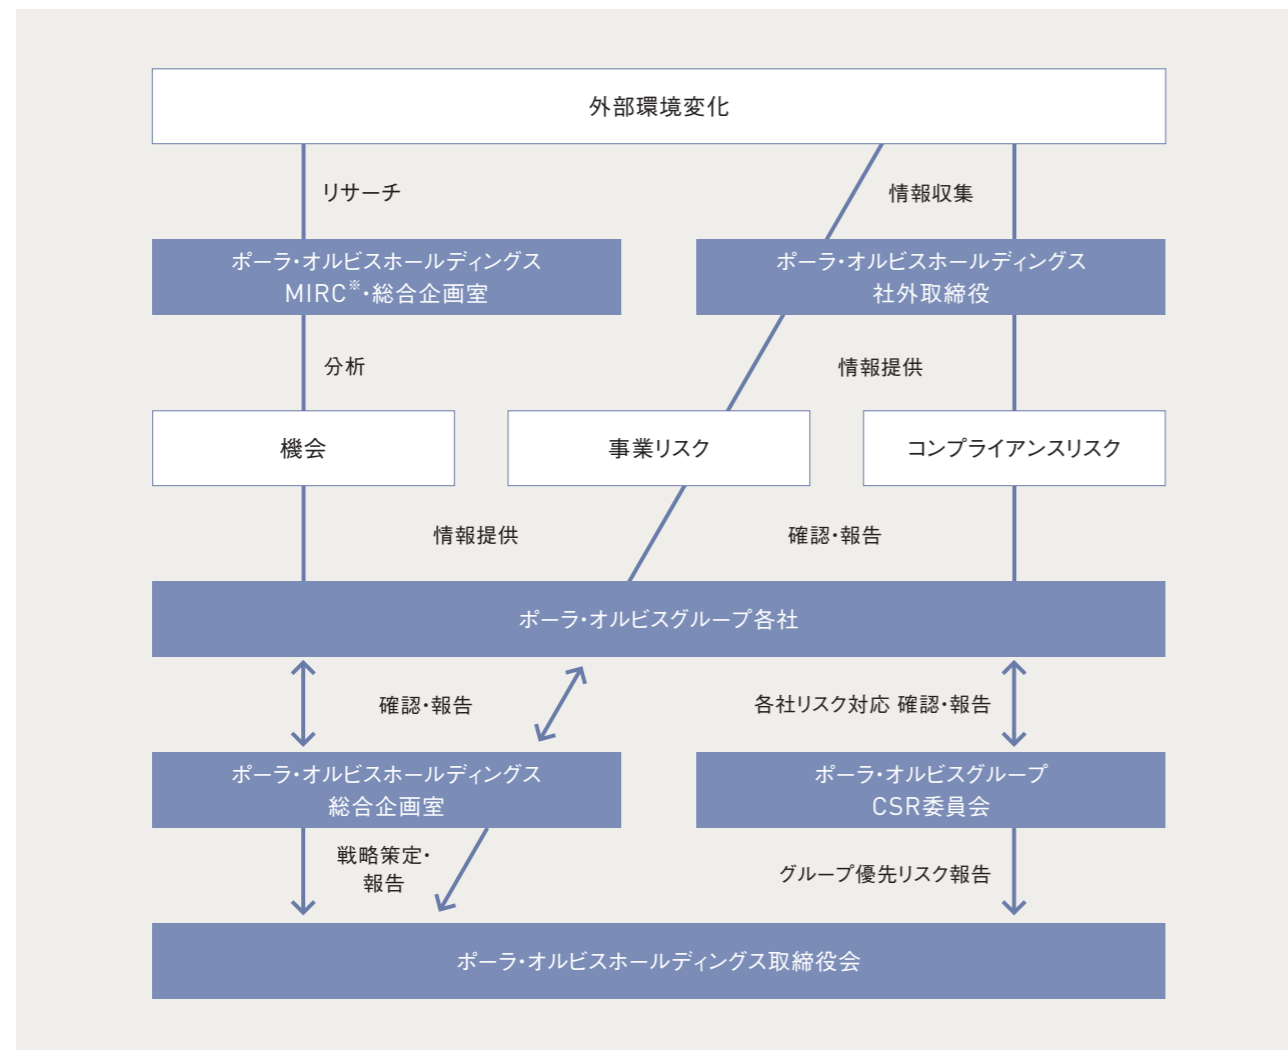 外部環境変化
リサーチ
情報収集
ポーラ・オルビスホールディングス
MIRC※・総合企画室
ポーラ・オルビスホールディングス
社外取締役
分析
情報提供
機会
事業リスク
コンプライアンスリスク
情報提供
確認・報告
ポーラ・オルビスグループ各社
確認・報告
各社リスク対応 確認・報告
ポーラ・オルビスホールディングス
総合企画室
ポーラ・オルビスグループ
CSR委員会
戦略策定・
報告
グループ優先リスク報告
ポーラ・オルビスホールディングス取締役会